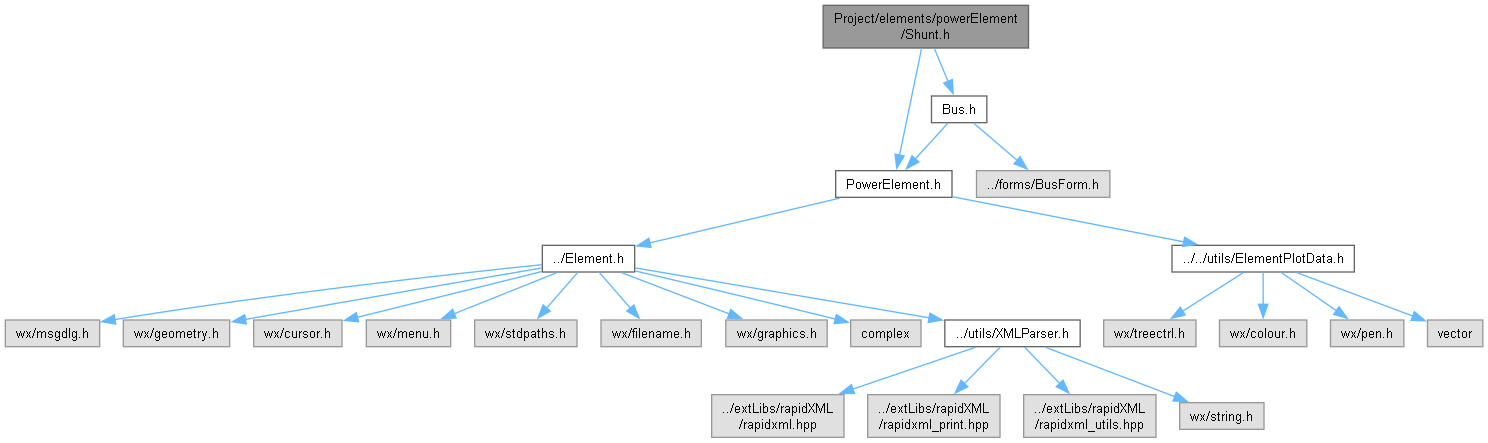 Project/elements/powerElement
/Shunt.h
Bus.h
PowerElement.h
../forms/BusForm.h
../Element.h
../../utils/ElementPlotData.h
wx/msgdlg.h
wx/geometry.h
wx/cursor.h
wx/menu.h
wx/stdpaths.h
wx/filename.h
wx/graphics.h
complex
../utils/XMLParser.h
wx/treectrl.h
wx/colour.h
wx/pen.h
vector
../extLibs/rapidXML
/rapidxml.hpp
../extLibs/rapidXML
/rapidxml_print.hpp
../extLibs/rapidXML
/rapidxml_utils.hpp
wx/string.h